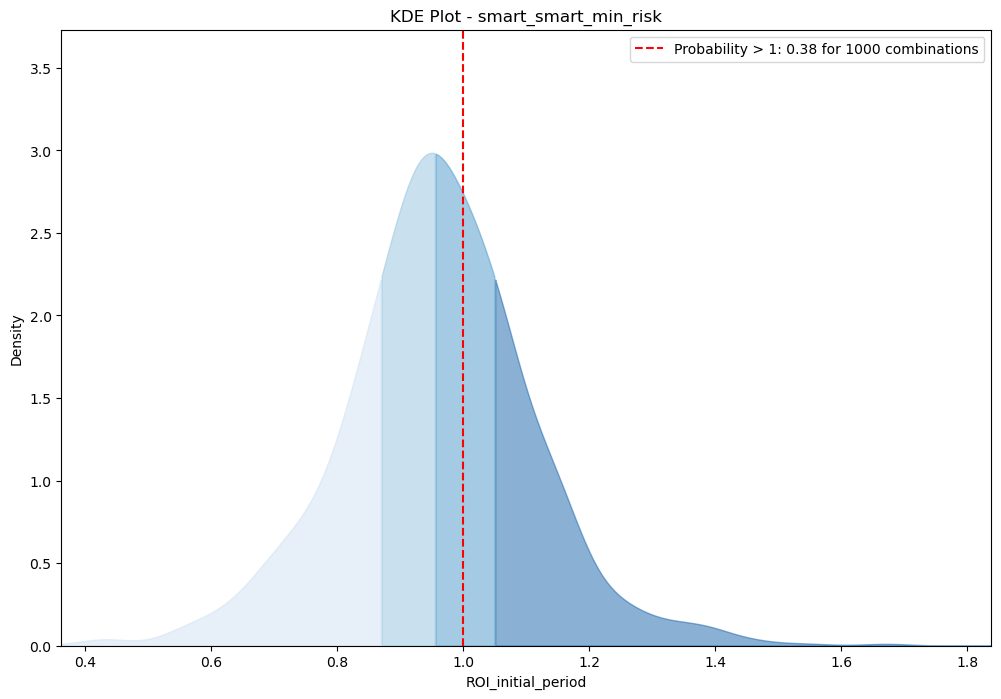 KDE Plot - smart_smart_min_risk
Probability > 1: 0.38 for 1000 combinations
3.5
3.0
2.5
2.0
1.5
1.0
0.5
0.0
Density
0.4 0.6 0.8 1.0 1.2 1.4 1.6 1.8
ROI_initial_period